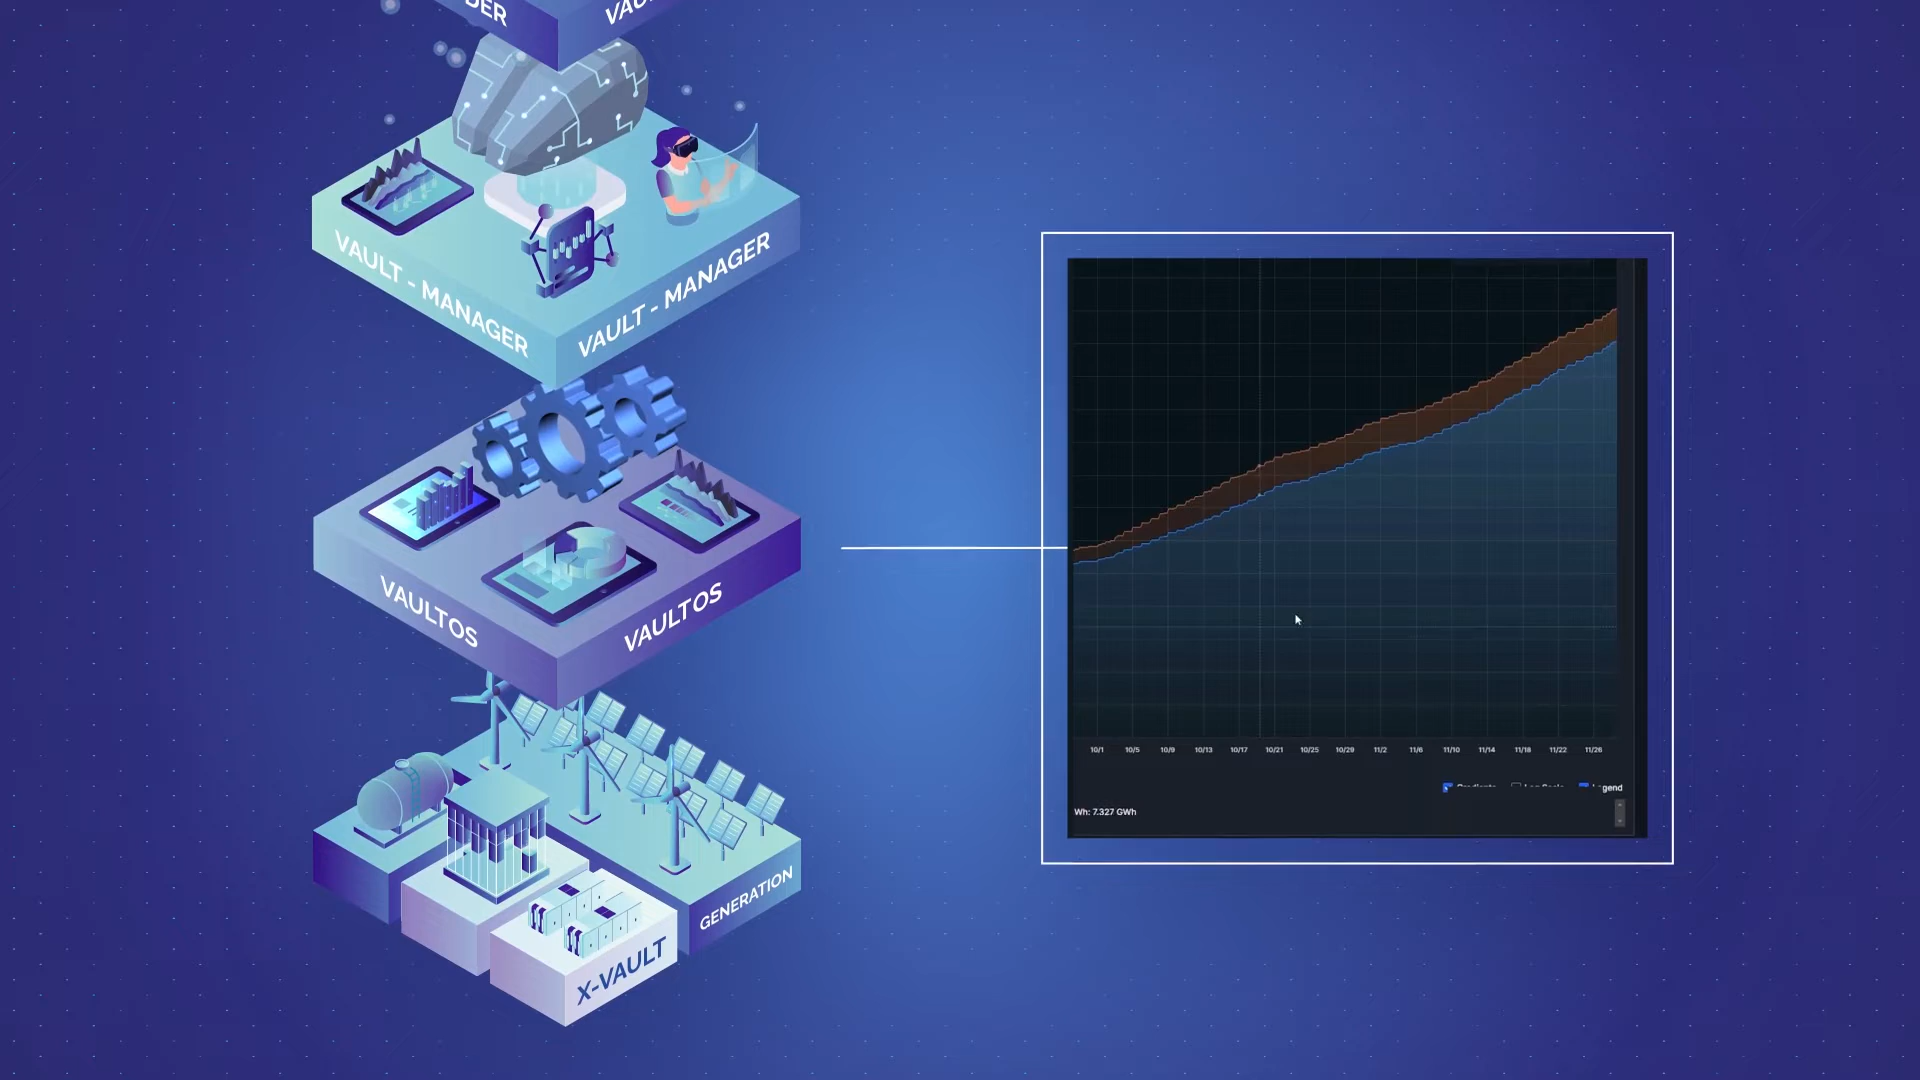 VAULT - MANAGER
VAULT - MANAGER
VAULTOS
VAULTOS
GENERATION
X-VAULT
10/1 10/5 10/9 10/13 10/17 10/21 10/25 10/29 11/2 11/6 11/10 11/14 11/18 11/22 11/26
Legend
Wh: 7.327 GWh